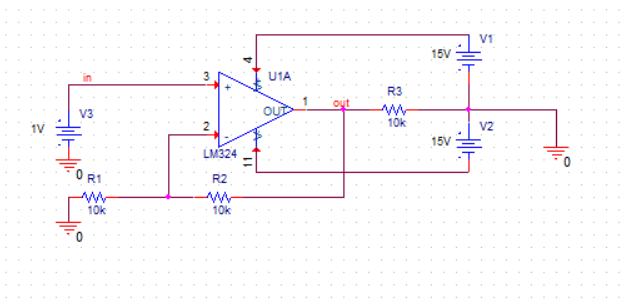 V1
15V
4
in
3
U1A
+
R3
1
out
OUT
V3
10k
1V
2
V2
-
15V
LM324
11
0
0
R1
R2
10k
10k
0